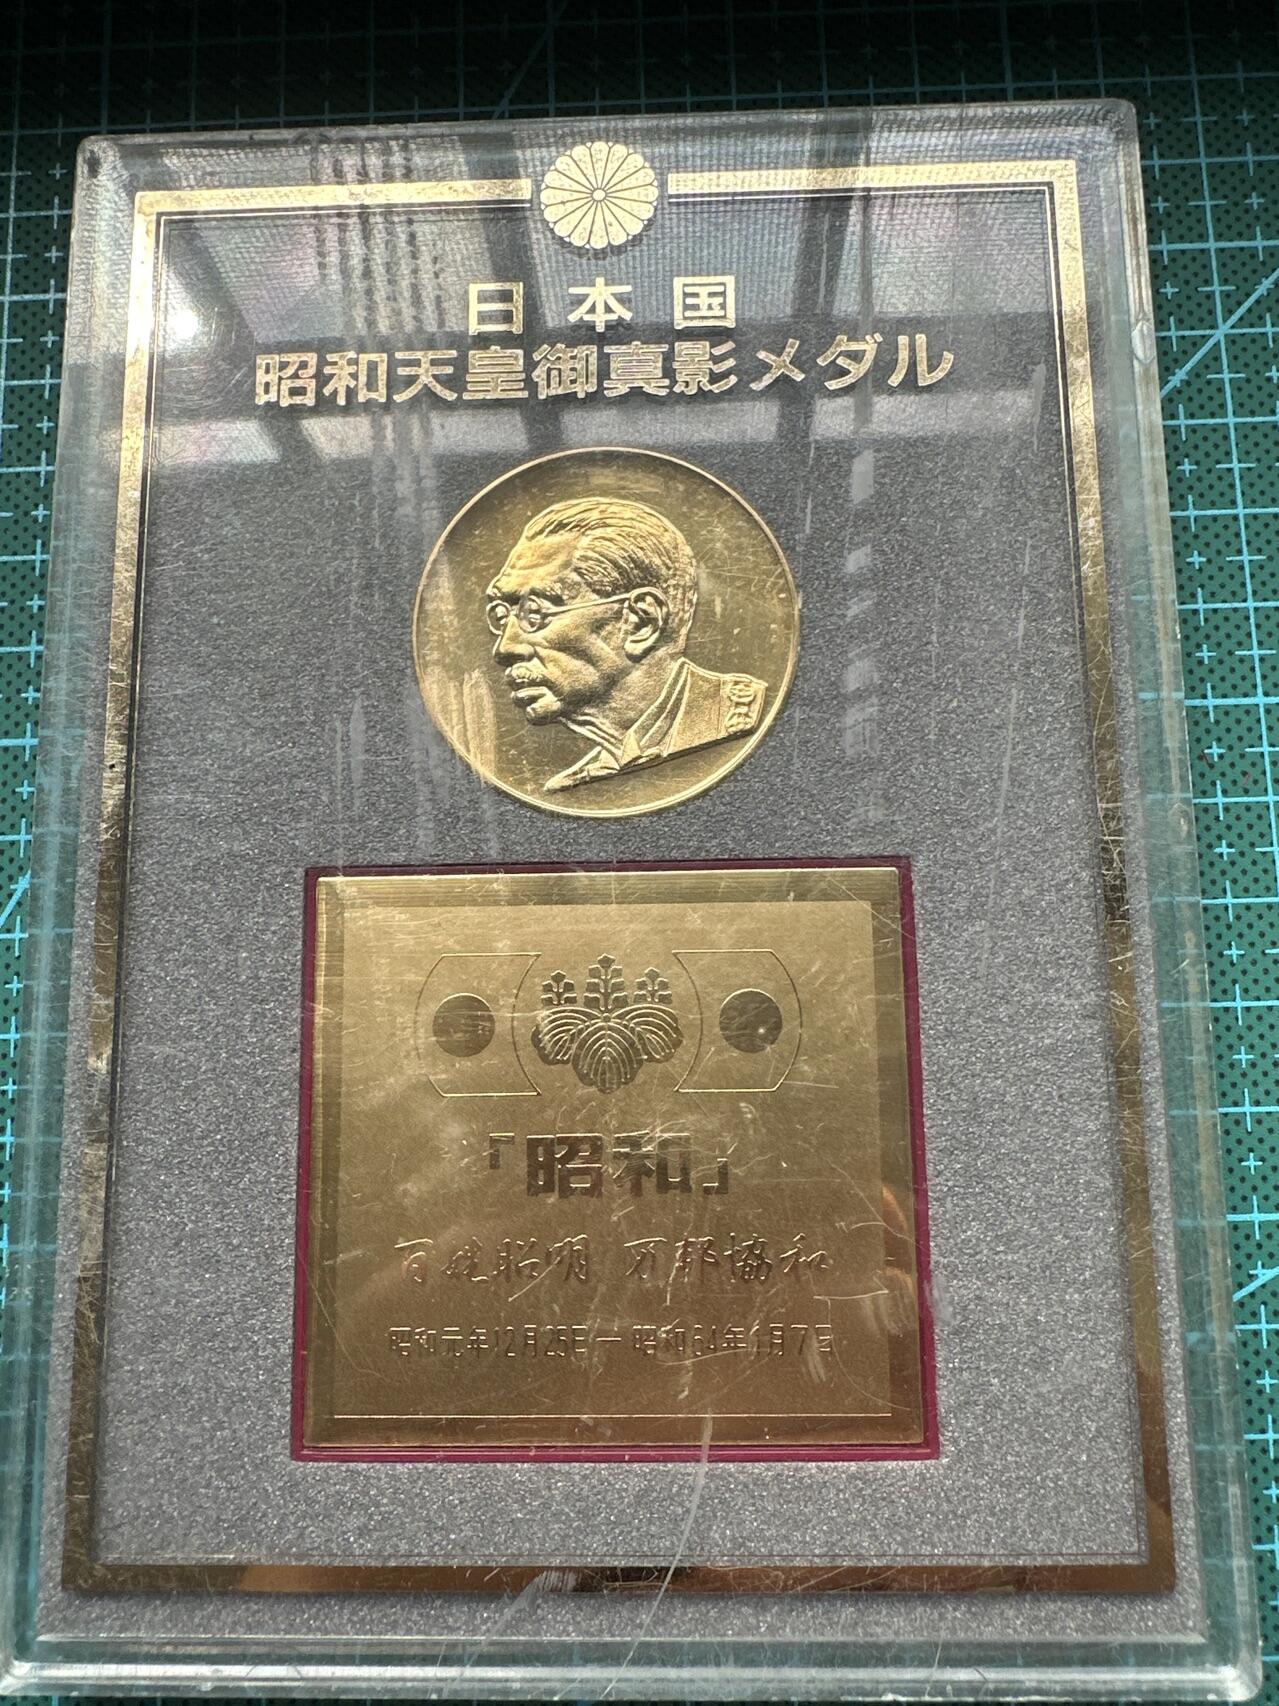 日本国
昭和天皇御真影メダル
「昭和」
百姓昭明 万邦協和
昭和元年12月25日ー昭和64年1月7日